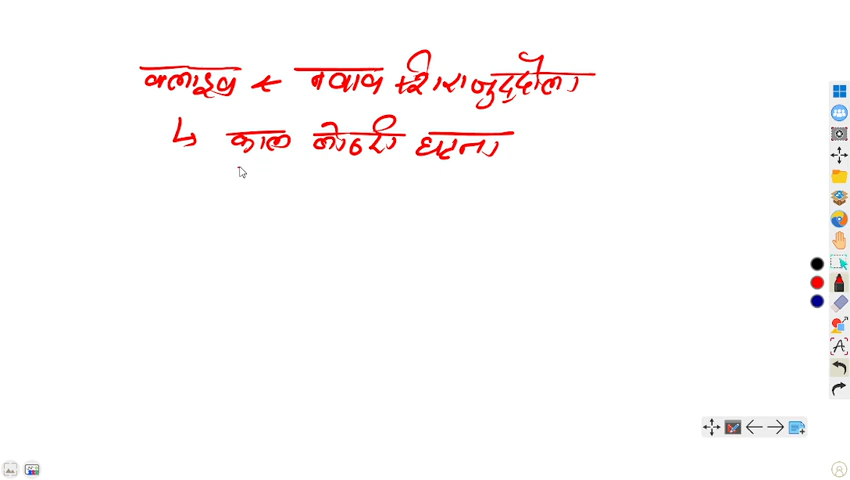 क्लाइव ← नवाब सिराजुद्दौला
↳ काल कोठरी घटना